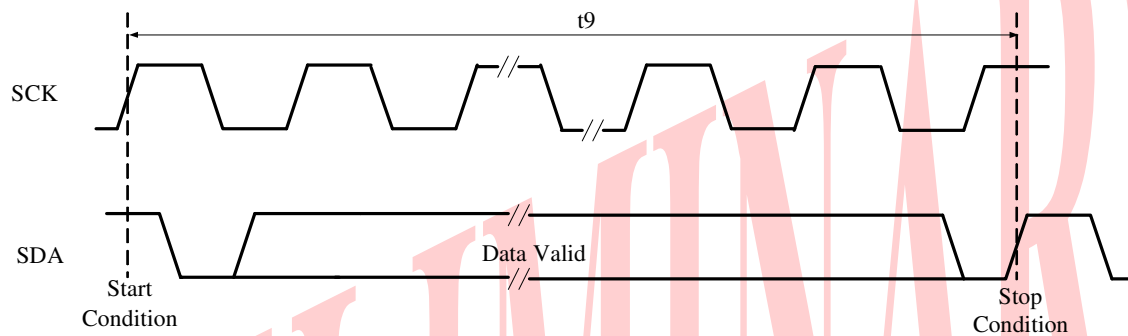 t9
SCK
SDA
Data Valid
Start
Condition
Stop
Condition